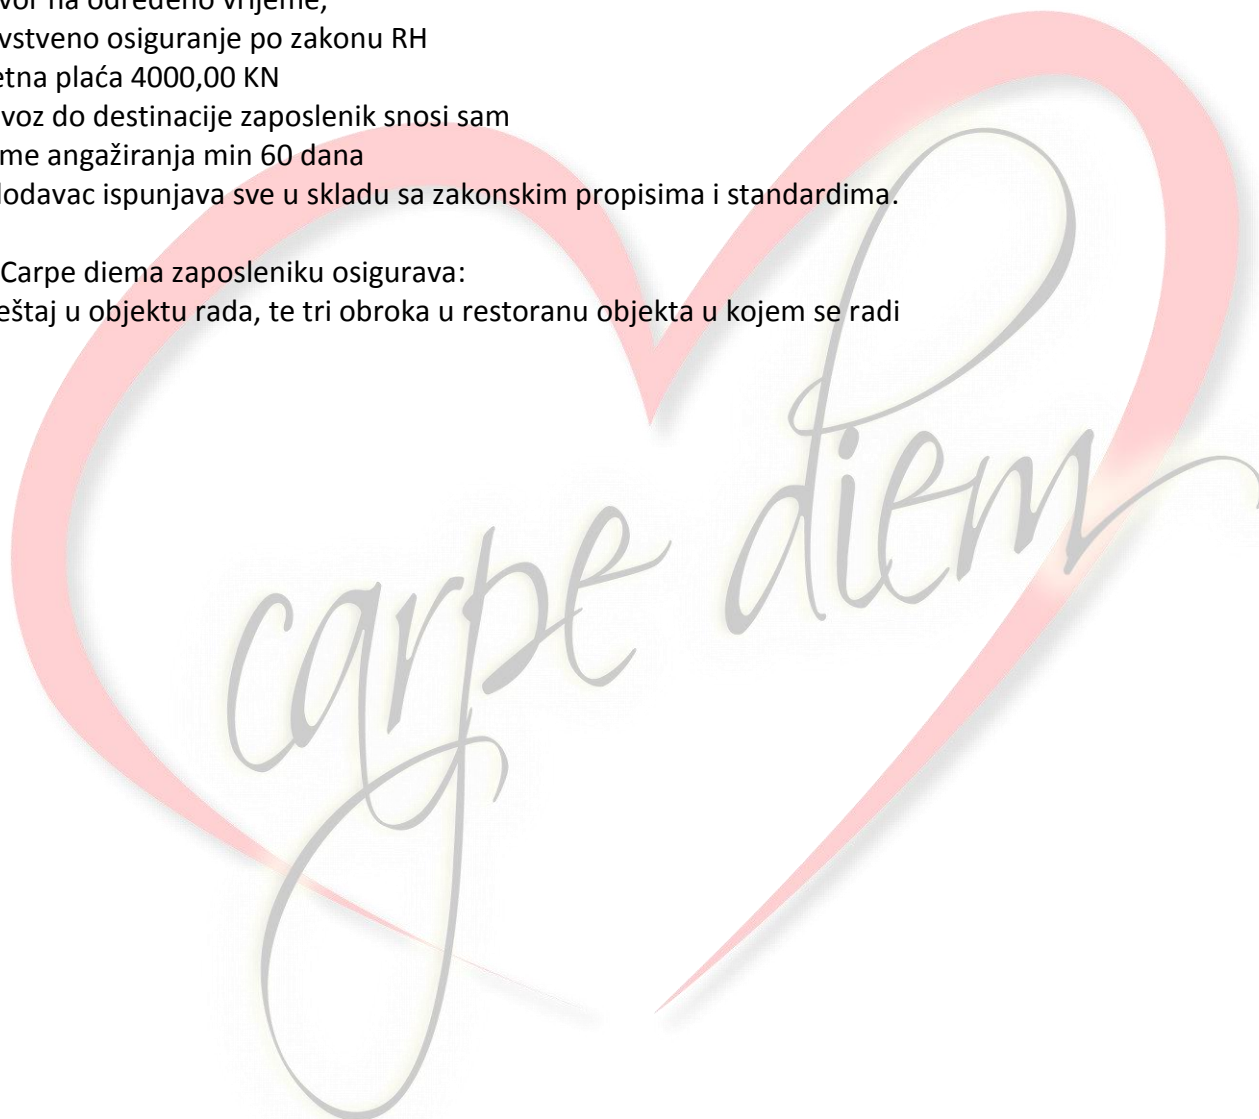 vor na određeno vrijeme,
vstveno osiguranje po zakonu RH
etna plaća 4000,00 KN
voz do destinacije zaposlenik snosi sam
me angažiranja min 60 dana
lodavac ispunjava sve u skladu sa zakonskim propisima i standardima.
Carpe diema zaposleniku osigurava:
eštaj u objektu rada, te tri obroka u restoranu objekta u kojem se radi
carpe diem